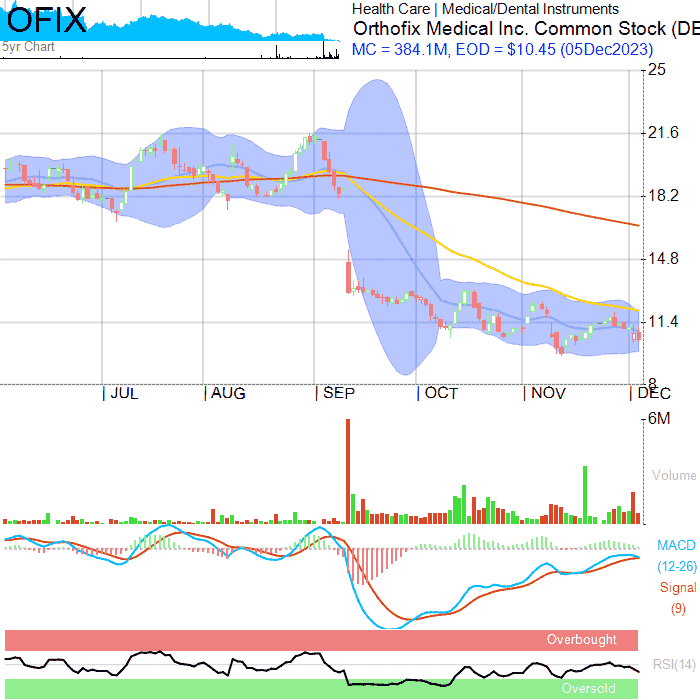 OFIX
Health Care | Medical/Dental Instruments
Orthofix Medical Inc. Common Stock (DE
MC = 384.1M, EOD = $10.45 (05Dec2023)
5yr Chart
25
21.6
18.2
14.8
11.4
8
JUL AUG SEP OCT NOV DEC
6M
Volume
MACD
(12-26)
Signal
(9)
Overbought
RSI(14)
Oversold